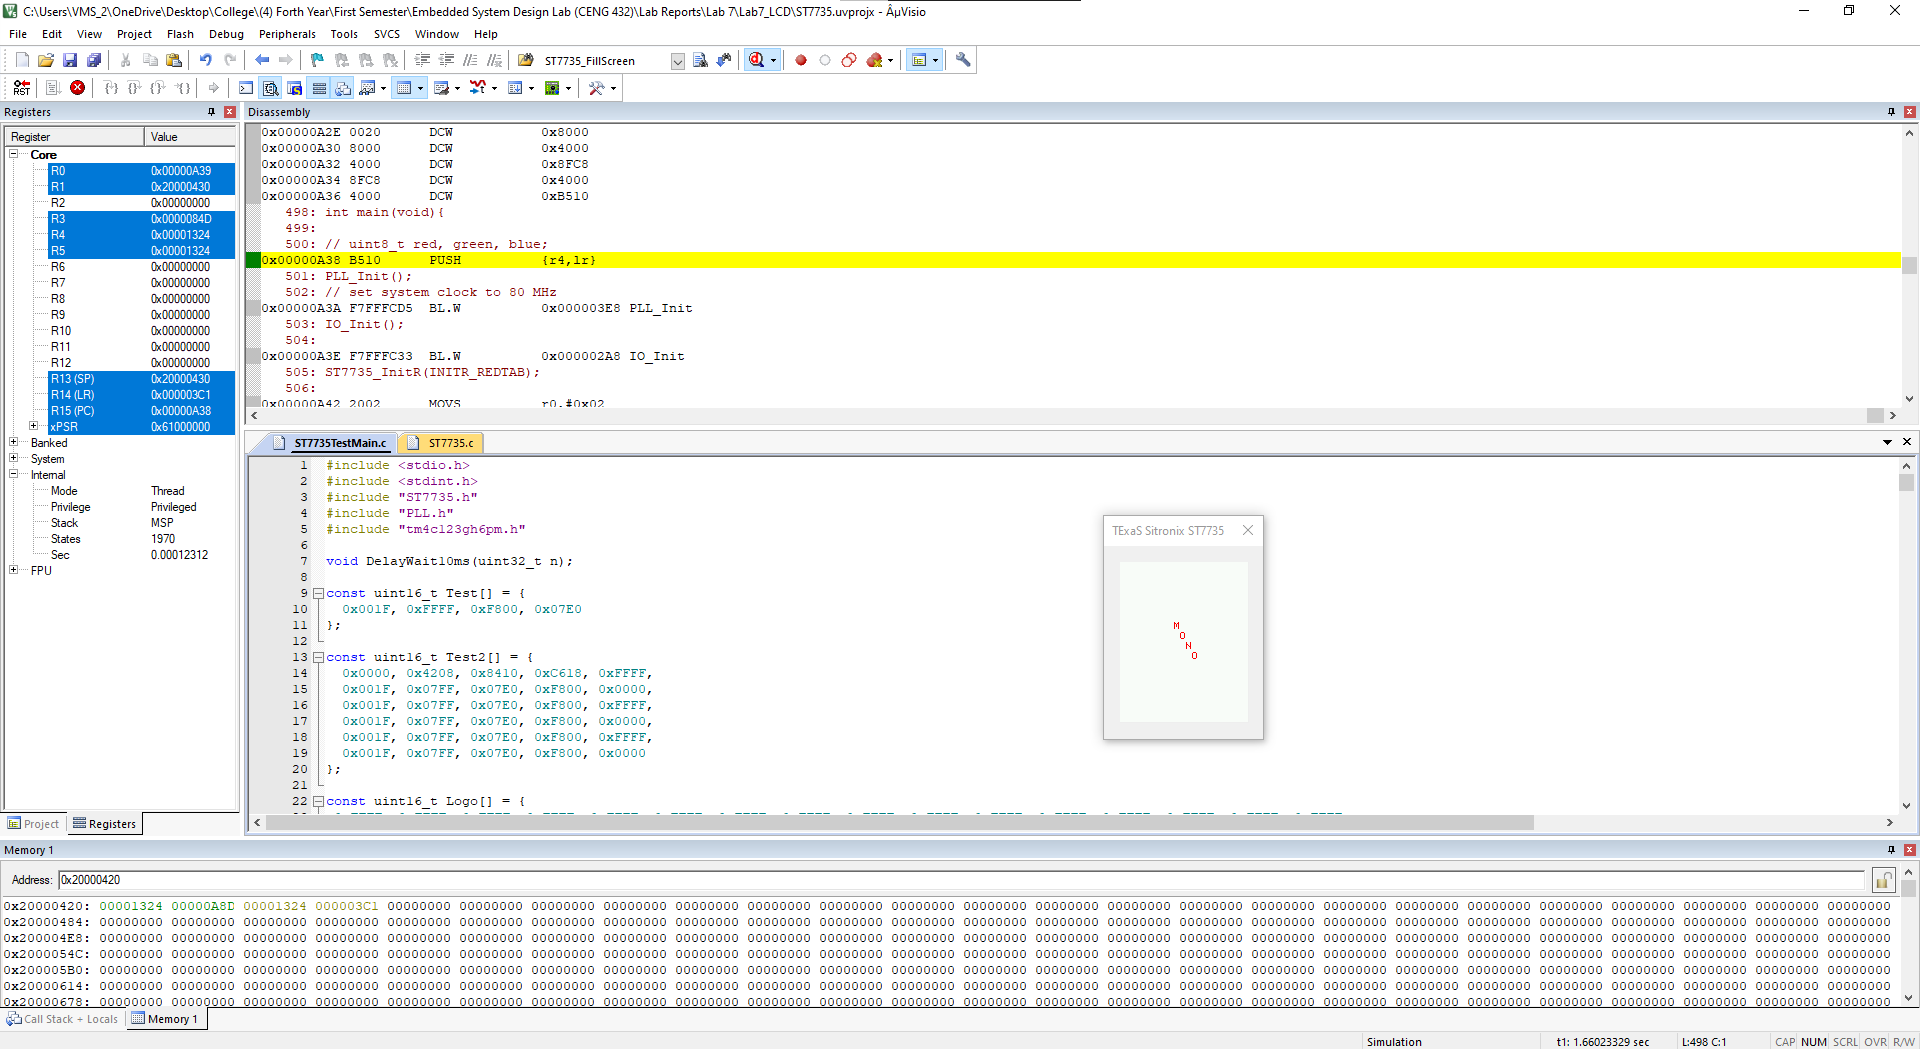 C:\Users\VMS_2\OneDrive\Desktop\College\(4) Forth Year\First Semester\Embedded System Design Lab (CENG 432)\Lab Reports\Lab 7\Lab7_LCD\ST7735.uvprojx - ÂµVisio
File Edit View Project Flash Debug Peripherals Tools SVCS Window Help
ST7735_FillScreen
RST
Registers
Register Value
Core
R0 0x00000A39
R1 0x20000430
R2 0x00000000
R3 0x0000084D
R4 0x00001324
R5 0x00001324
R6 0x00000000
R7 0x00000000
R8 0x00000000
R9 0x00000000
R10 0x00000000
R11 0x00000000
R12 0x00000000
R13 (SP) 0x20000430
R14 (LR) 0x000003C1
R15 (PC) 0x00000A38
xPSR 0x61000000
Banked
System
Internal
Mode Thread
Privilege Privileged
Stack MSP
States 1970
Sec 0.00012312
FPU
Project Registers
Disassembly
0x00000A2E 0020 DCW 0x8000
0x00000A30 8000 DCW 0x4000
0x00000A32 4000 DCW 0x8FC8
0x00000A34 8FC8 DCW 0x4000
0x00000A36 4000 DCW 0xB510
498: int main(void){
499:
500: // uint8_t red, green, blue;
0x00000A38 B510 PUSH {r4,lr}
501: PLL_Init();
502: // set system clock to 80 MHz
0x00000A3A F7FFFCD5 BL.W 0x000003E8 PLL_Init
503: IO_Init();
504:
0x00000A3E F7FFFC33 BL.W 0x000002A8 IO_Init
505: ST7735_InitR(INITR_REDTAB);
506:
0x00000A42 2002 MOVS r0,#0x02
ST7735TestMain.c ST7735.c
1 #include <stdio.h>
2 #include <stdint.h>
3 #include "ST7735.h"
4 #include "PLL.h"
5 #include "tm4c123gh6pm.h"
6
7 void DelayWait10ms(uint32_t n);
8
9 const uint16_t Test[] = {
10 0x001F, 0xFFFF, 0xF800, 0x07E0
11 };
12
13 const uint16_t Test2[] = {
14 0x0000, 0x4208, 0x8410, 0xC618, 0xFFFF,
15 0x001F, 0x07FF, 0x07E0, 0xF800, 0x0000,
16 0x001F, 0x07FF, 0x07E0, 0xF800, 0xFFFF,
17 0x001F, 0x07FF, 0x07E0, 0xF800, 0x0000,
18 0x001F, 0x07FF, 0x07E0, 0xF800, 0xFFFF,
19 0x001F, 0x07FF, 0x07E0, 0xF800, 0x0000
20 };
21
22 const uint16_t Logo[] = {
TExaS Sitronix ST7735
M
O
N
O
Memory 1
Address: 0x20000420
0x20000420: 00001324 00000A8D 00001324 000003C1 00000000 00000000 00000000 00000000 00000000 00000000 00000000 00000000 00000000 00000000 00000000 00000000 00000000 00000000 00000000 00000000 00000000 00000000 00000000 00000000 00000000
0x20000484: 00000000 00000000 00000000 00000000 00000000 00000000 00000000 00000000 00000000 00000000 00000000 00000000 00000000 00000000 00000000 00000000 00000000 00000000 00000000 00000000 00000000 00000000 00000000 00000000 00000000
0x200004E8: 00000000 00000000 00000000 00000000 00000000 00000000 00000000 00000000 00000000 00000000 00000000 00000000 00000000 00000000 00000000 00000000 00000000 00000000 00000000 00000000 00000000 00000000 00000000 00000000 00000000
0x2000054C: 00000000 00000000 00000000 00000000 00000000 00000000 00000000 00000000 00000000 00000000 00000000 00000000 00000000 00000000 00000000 00000000 00000000 00000000 00000000 00000000 00000000 00000000 00000000 00000000 00000000
0x200005B0: 00000000 00000000 00000000 00000000 00000000 00000000 00000000 00000000 00000000 00000000 00000000 00000000 00000000 00000000 00000000 00000000 00000000 00000000 00000000 00000000 00000000 00000000 00000000 00000000 00000000
0x20000614: 00000000 00000000 00000000 00000000 00000000 00000000 00000000 00000000 00000000 00000000 00000000 00000000 00000000 00000000 00000000 00000000 00000000 00000000 00000000 00000000 00000000 00000000 00000000 00000000 00000000
0x20000678: 00000000 00000000 00000000 00000000 00000000 00000000 00000000 00000000 00000000 00000000 00000000 00000000 00000000 00000000 00000000 00000000 00000000 00000000 00000000 00000000 00000000 00000000 00000000 00000000 00000000
Call Stack + Locals Memory 1
Simulation t1: 1.66023329 sec L:498 C:1 CAP NUM SCRL OVR R/W